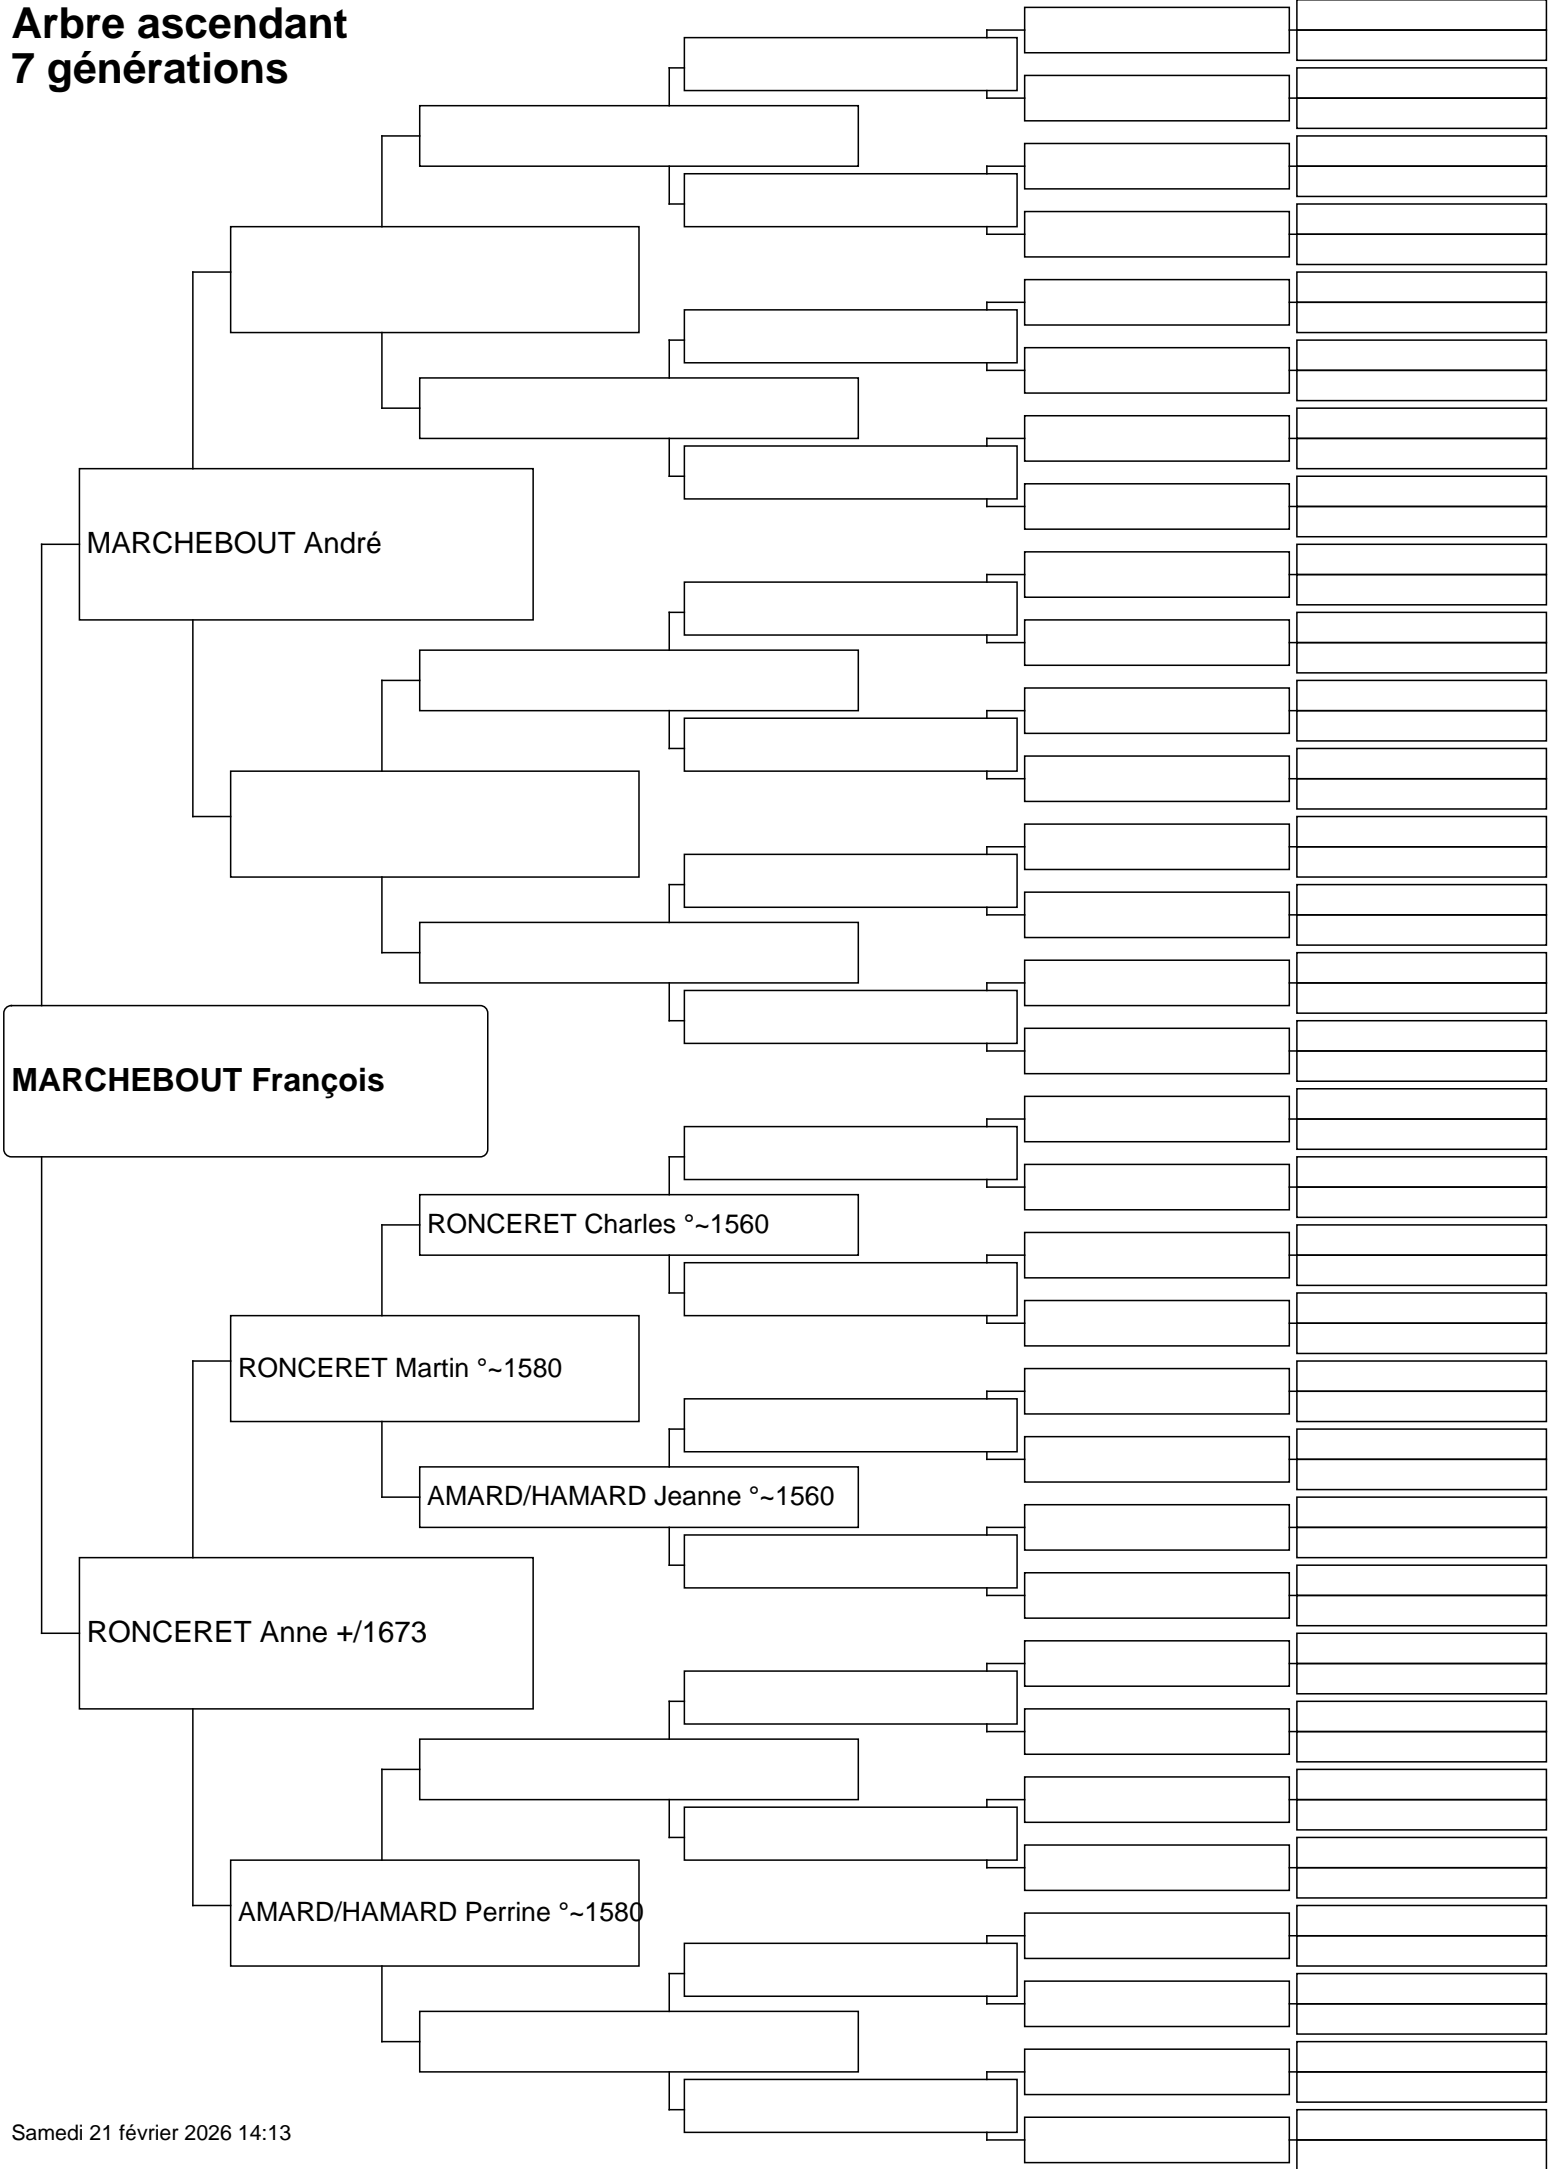 Arbre ascendant
7 générations
MARCHEBOUT André
MARCHEBOUT François
RONCERET Charles °~1560
RONCERET Martin °~1580
AMARD/HAMARD Jeanne °~1560
RONCERET Anne +/1673
AMARD/HAMARD Perrine °~1580
Samedi 21 février 2026 14:13